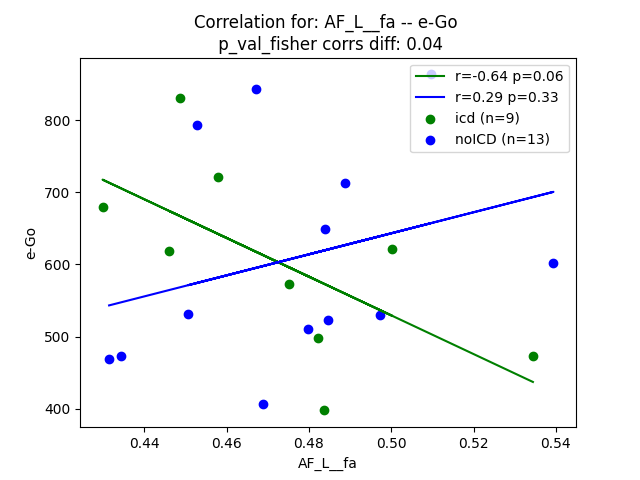 Correlation for: AF_L__fa -- e-Go
p_val_fisher corrs diff: 0.04
r=-0.64 p=0.06
r=0.29 p=0.33
icd (n=9)
noICD (n=13)
800
700
600
500
400
e-Go
0.44 0.46 0.48 0.50 0.52 0.54
AF_L__fa